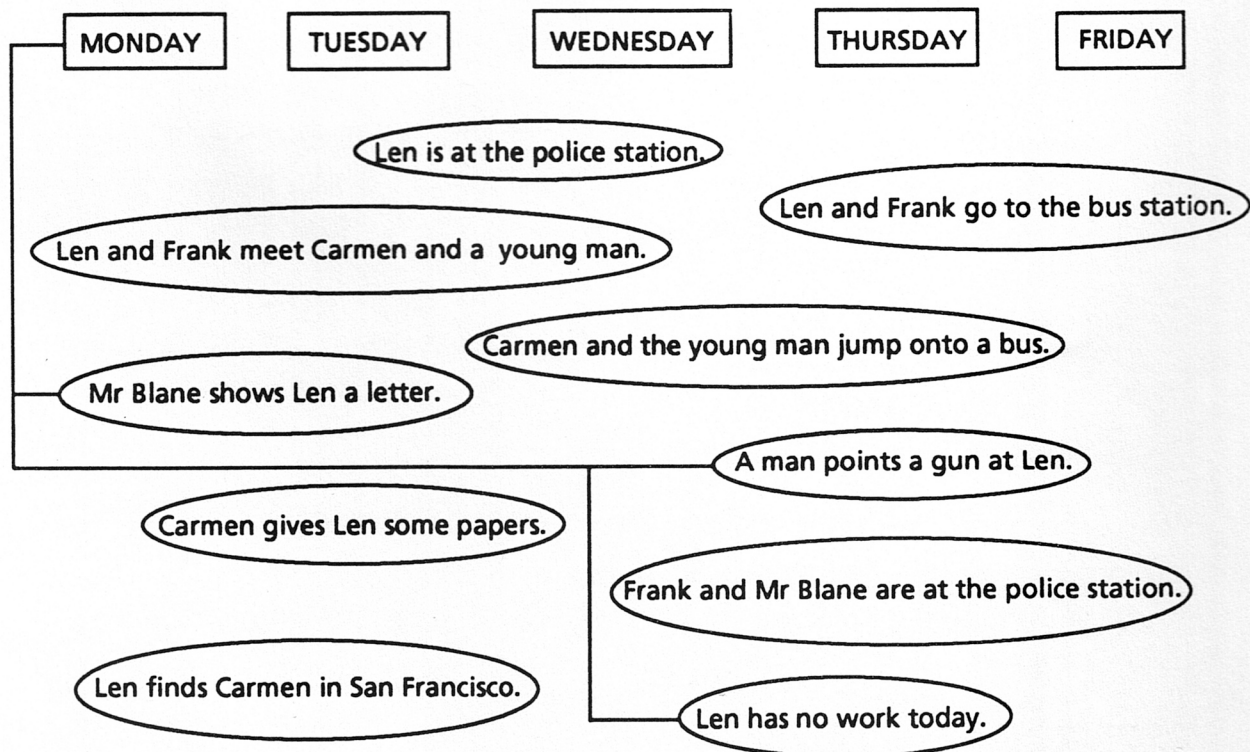 MONDAY
TUESDAY
WEDNESDAY
THURSDAY
FRIDAY
Len is at the police station.
Len and Frank go to the bus station.
Len and Frank meet Carmen and a young man.
Carmen and the young man jump onto a bus.
Mr Blane shows Len a letter.
A man points a gun at Len.
Carmen gives Len some papers.
Frank and Mr Blane are at the police station.
Len finds Carmen in San Francisco.
Len has no work today.